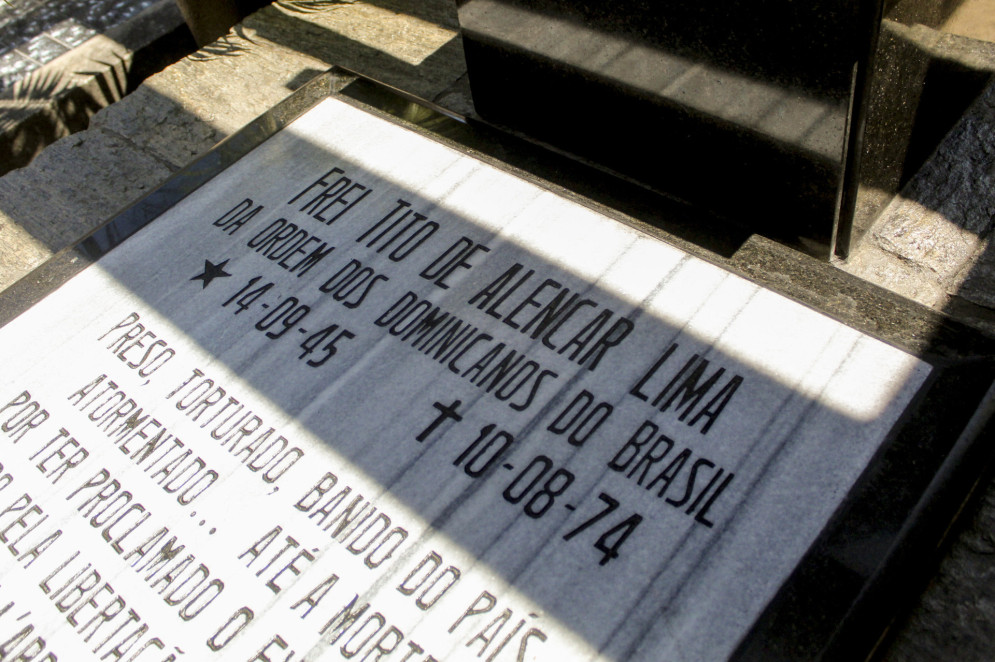 FREI TITO DE ALENCAR LIMA
DA ORDEM DOS DOMINICANOS DO BRASIL
★ 14-09-45
✝ 10-08-74
PRESO, TORTURADO, BANIDO DO PAÍS,
ATORMENTADO... ATÉ A MORTE
POR TER PROCLAMADO O
PELA